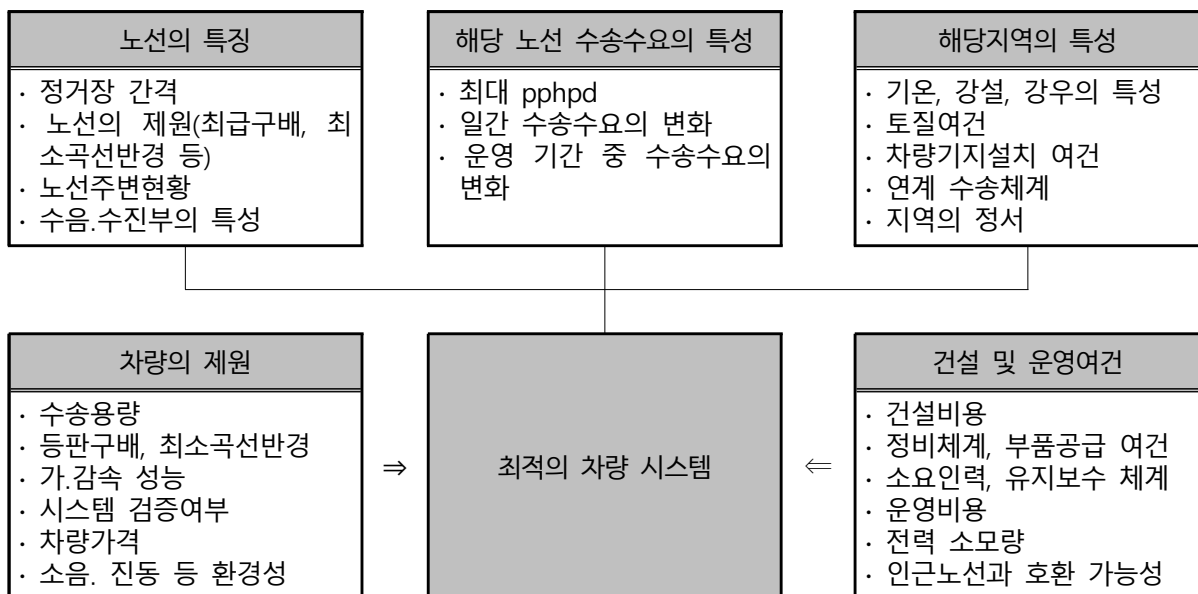 노선의 특징
· 정거장 간격
· 노선의 제원(최급구배, 최
소곡선반경 등)
· 노선주변현황
· 수음.수진부의 특성
해당 노선 수송수요의 특성
· 최대 pphpd
· 일간 수송수요의 변화
· 운영 기간 중 수송수요의
변화
해당지역의 특성
· 기온, 강설, 강우의 특성
· 토질여건
· 차량기지설치 여건
· 연계 수송체계
· 지역의 정서
차량의 제원
· 수송용량
· 등판구배, 최소곡선반경
· 가.감속 성능
· 시스템 검증여부
· 차량가격
· 소음. 진동 등 환경성
⇒
최적의 차량 시스템
⇐
건설 및 운영여건
· 건설비용
· 정비체계, 부품공급 여건
· 소요인력, 유지보수 체계
· 운영비용
· 전력 소모량
· 인근노선과 호환 가능성